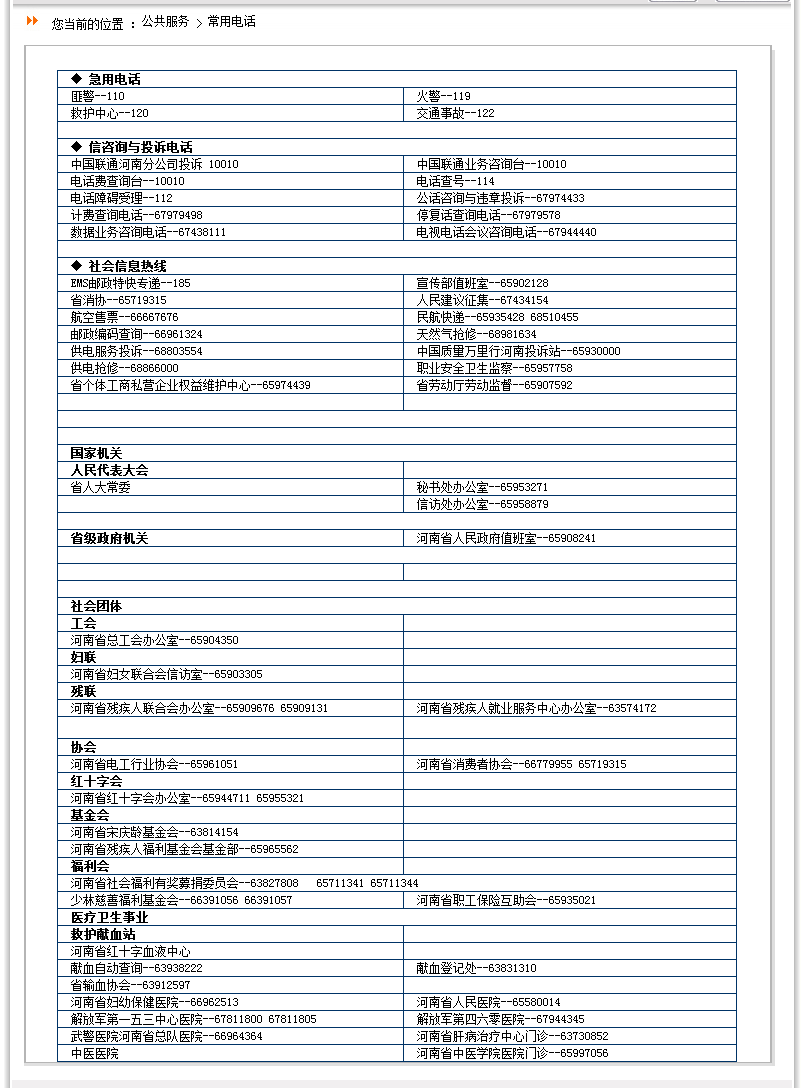 您当前的位置 ： 公共服务 > 常用电话
◆ 急用电话
匪警--110 火警--119
救护中心--120 交通事故--122
◆ 信咨询与投诉电话
中国联通河南分公司投诉 10010 中国联通业务咨询台--10010
电话费查询台--10010 电话查号--114
电话障碍受理--112 公话咨询与违章投诉--67974433
计费查询电话--67979498 停复话查询电话--67979578
数据业务咨询电话--67438111 电视电话会议咨询电话--67944440
◆ 社会信息热线
EMS邮政特快专递--185 宣传部值班室--65902128
省消协--65719315 人民建议征集--67434154
航空售票--66667676 民航快递--65935428 68510455
邮政编码查询--66961324 天然气抢修--68981634
供电服务投诉--68803554 中国质量万里行河南投诉站--65930000
供电抢修--68866000 职业安全卫生监察--65957758
省个体工商私营企业权益维护中心--65974439 省劳动厅劳动监督--65907592
国家机关
人民代表大会
省人大常委 秘书处办公室--65953271
信访处办公室--65958879
省级政府机关 河南省人民政府值班室--65908241
社会团体
工会
河南省总工会办公室--65904350
妇联
河南省妇女联合会信访室--65903305
残联
河南省残疾人联合会办公室--65909676 65909131 河南省残疾人就业服务中心办公室--63574172
协会
河南省电工行业协会--65961051 河南省消费者协会--66779955 65719315
红十字会
河南省红十字会办公室--65944711 65955321
基金会
河南省宋庆龄基金会--63814154
河南省残疾人福利基金会基金部--65965562
福利会
河南省社会福利有奖募捐委员会--63827808 65711341 65711344
少林慈善福利基金会--66391056 66391057 河南省职工保险互助会--65935021
医疗卫生事业
救护献血站
河南省红十字血液中心
献血自动查询--63938222 献血登记处--63831310
省输血协会--63912597
河南省妇幼保健医院--66962513 河南省人民医院--65580014
解放军第一五三中心医院--67811800 67811805 解放军第四六零医院--67944345
武警医院河南省总队医院--66964364 河南省肝病治疗中心门诊--63730852
中医医院 河南省中医学院医院门诊--65997056